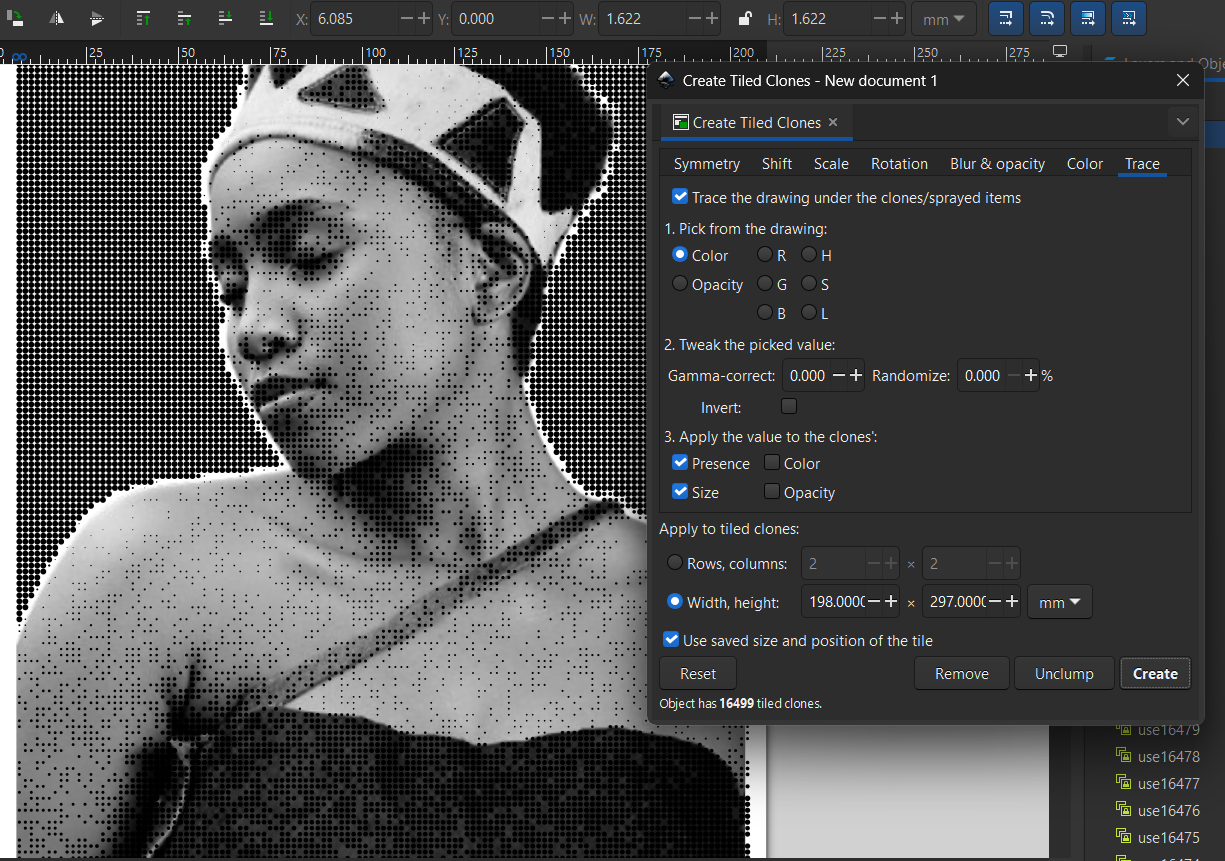 X: 6.085 Y: 0.000 W: 1.622 H: 1.622 mm
0 25 50 75 100 125 150 175 200 225 250 275
Create Tiled Clones - New document 1
Create Tiled Clones
Symmetry Shift Scale Rotation Blur & opacity Color Trace
Trace the drawing under the clones/sprayed items
1. Pick from the drawing:
Color R H
Opacity G S
B L
2. Tweak the picked value:
Gamma-correct: 0.000 Randomize: 0.000 %
Invert:
3. Apply the value to the clones':
Presence Color
Size Opacity
Apply to tiled clones:
Rows, columns: 2 × 2
Width, height: 198.000 × 297.000 mm
Use saved size and position of the tile
Reset Remove Unclump Create
Object has 16499 tiled clones.
use16479
use16478
use16477
use16476
use16475